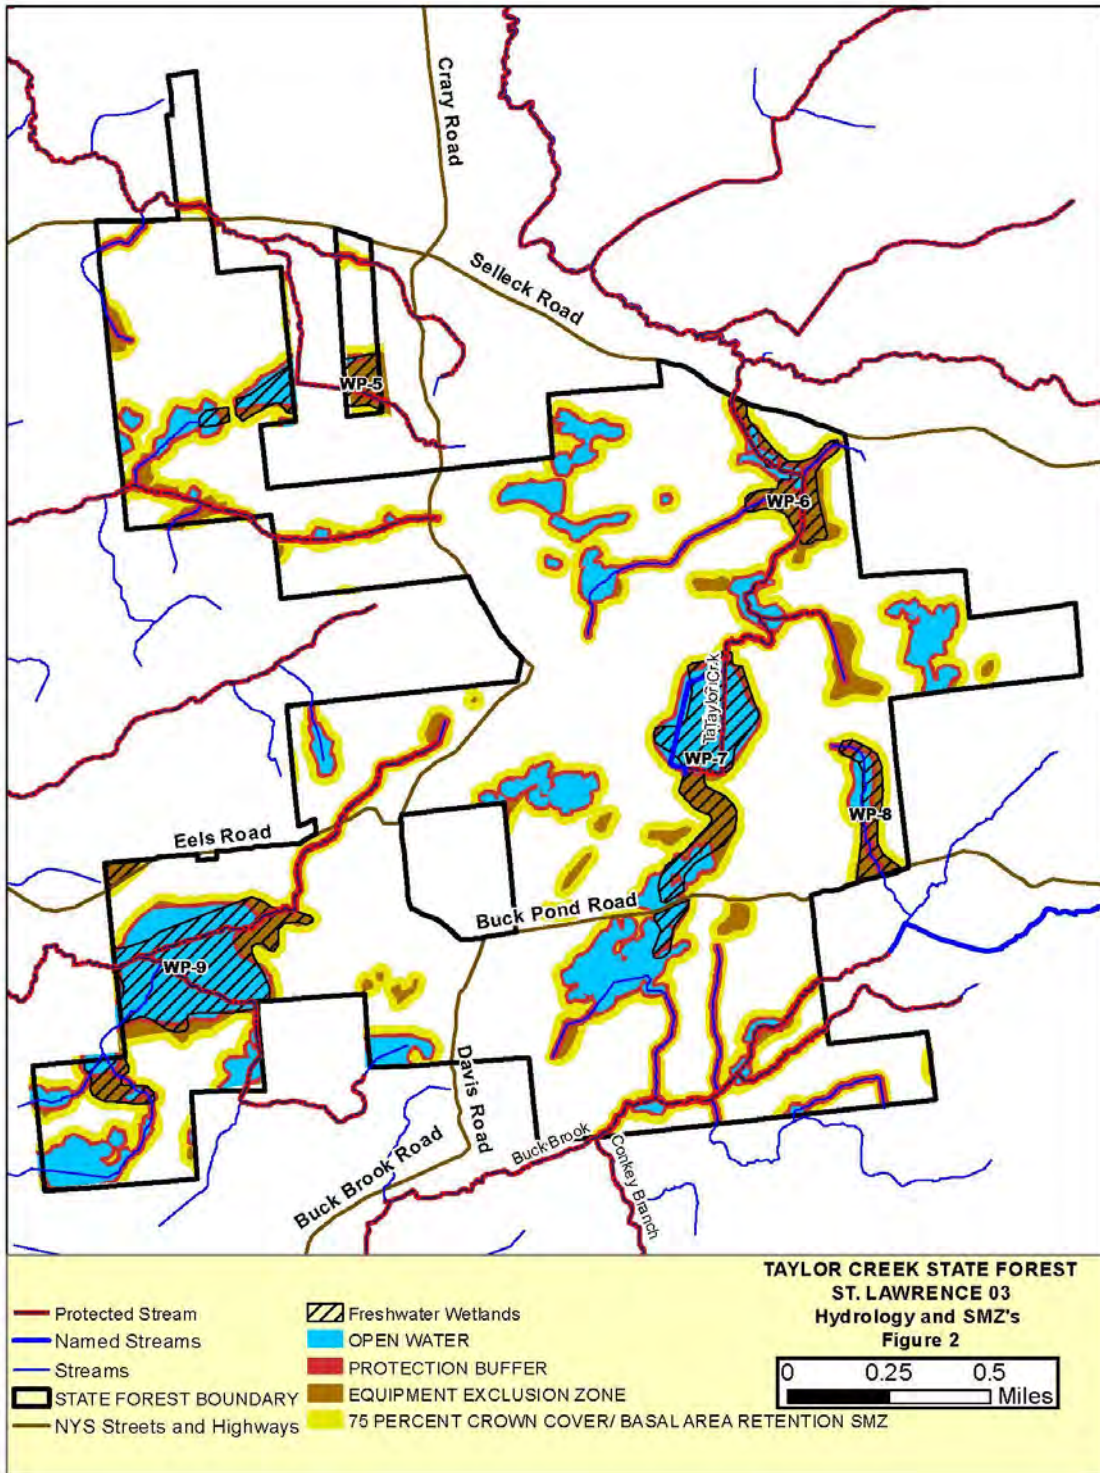 Crary Road
Selleck Road
WP-5
WP-6
Taylor Crk
WP-7
WP-8
Eels Road
Buck Pond Road
WP-9
Davis Road
Buck Brook Road
Buck Brook
Conkey Branch
Protected Stream
Named Streams
Streams
STATE FOREST BOUNDARY
NYS Streets and Highways
Freshwater Wetlands
OPEN WATER
PROTECTION BUFFER
EQUIPMENT EXCLUSION ZONE
75 PERCENT CROWN COVER/ BASAL AREA RETENTION SMZ
TAYLOR CREEK STATE FOREST
ST. LAWRENCE 03
Hydrology and SMZ's
Figure 2
0 0.25 0.5
Miles